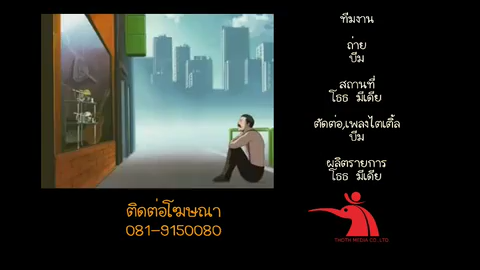 ทีมงาน
ถ่าย
บีม
สถานที่
โธธ มีเดีย
ตัดต่อ,เพลงไตเติ้ล
บีม
ผลิตรายการ
โธธ มีเดีย
THOTH MEDIA CO.,LTD.
ติดต่อโฆษณา
081-9150080